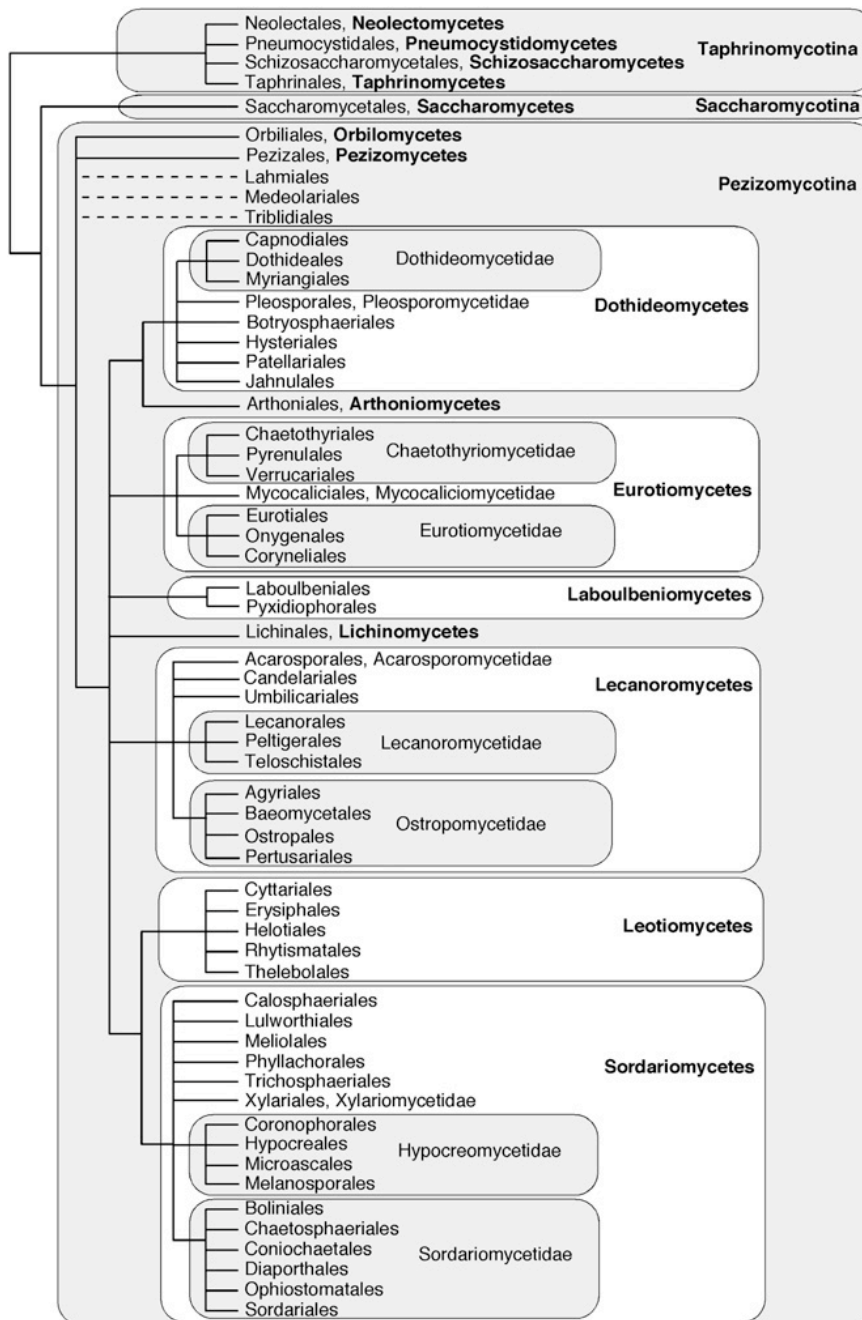 Neolectales, Neolectomycetes
Pneumocystidales, Pneumocystidomycetes
Schizosaccharomycetales, Schizosaccharomycetes
Taphrinales, Taphrinomycetes
Taphrinomycotina
Saccharomycetales, Saccharomycetes
Saccharomycotina
Orbiliales, Orbilomycetes
Pezizales, Pezizomycetes
Lahmiales
Medeolariales
Triblidiales
Pezizomycotina
Capnodiales
Dothideales
Myriangiales
Dothideomycetidae
Pleosporales, Pleosporomycetidae
Botryosphaeriales
Hysteriales
Patellariales
Jahnulales
Dothideomycetes
Arthoniales, Arthoniomycetes
Chaetothyriales
Pyrenulales
Verrucariales
Chaetothyriomycetidae
Mycocaliciales, Mycocaliciomycetidae
Eurotiales
Onygenales
Coryneliales
Eurotiomycetidae
Eurotiomycetes
Laboulbeniales
Pyxidiophorales
Laboulbeniomycetes
Lichinales, Lichinomycetes
Acarosporales, Acarosporomycetidae
Candelariales
Umbilicariales
Lecanoromycetes
Lecanorales
Peltigerales
Teloschistales
Lecanoromycetidae
Agyriales
Baeomycetales
Ostropales
Pertusariales
Ostropomycetidae
Cyttariales
Erysiphales
Helotiales
Rhytismatales
Thelebolales
Leotiomycetes
Calosphaeriales
Lulworthiales
Meliolales
Phyllachorales
Trichosphaeriales
Xylariales, Xylariomycetidae
Sordariomycetes
Coronophorales
Hypocreales
Microascales
Melanosporales
Hypocreomycetidae
Boliniales
Chaetosphaeriales
Coniochaetales
Diaporthales
Ophiostomatales
Sordariales
Sordariomycetidae